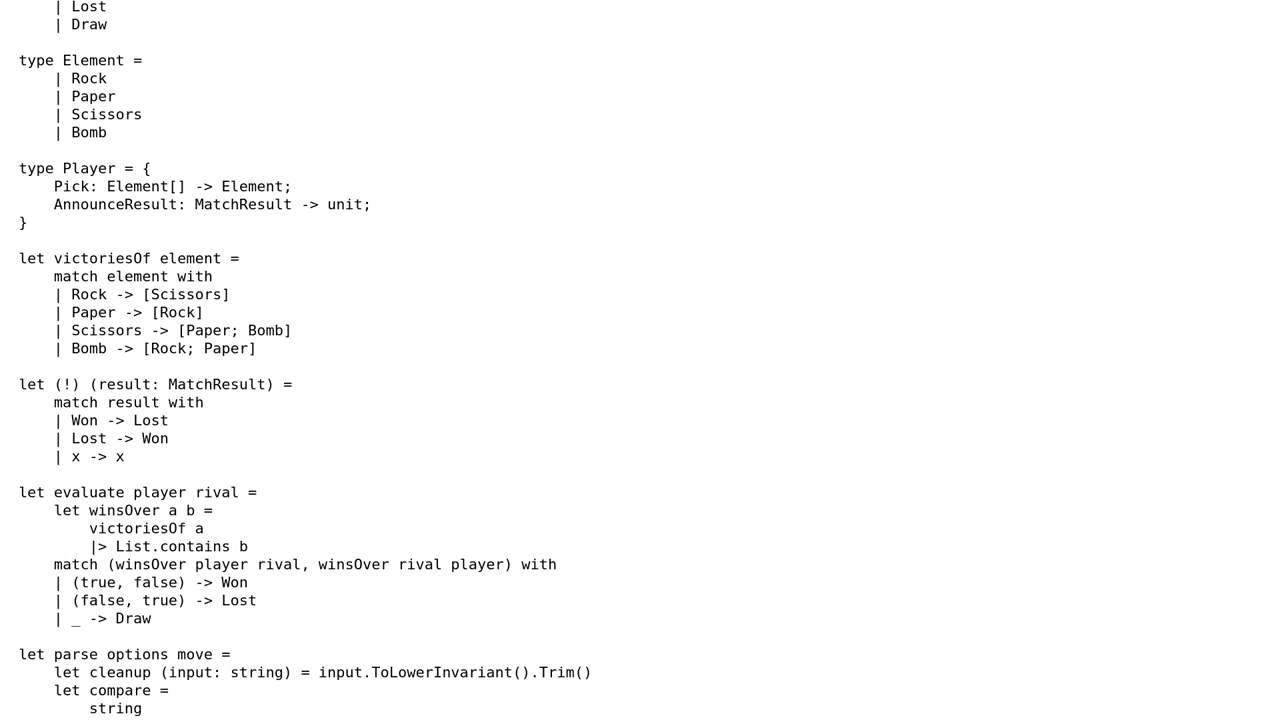 | Lost
    | Draw

type Element =
    | Rock
    | Paper
    | Scissors
    | Bomb

type Player = {
    Pick: Element[] -> Element;
    AnnounceResult: MatchResult -> unit;
}

let victoriesOf element =
    match element with
    | Rock -> [Scissors]
    | Paper -> [Rock]
    | Scissors -> [Paper; Bomb]
    | Bomb -> [Rock; Paper]

let (!) (result: MatchResult) =
    match result with
    | Won -> Lost
    | Lost -> Won
    | x -> x

let evaluate player rival =
    let winsOver a b =
        victoriesOf a
        |> List.contains b
    match (winsOver player rival, winsOver rival player) with
    | (true, false) -> Won
    | (false, true) -> Lost
    | _ -> Draw

let parse options move =
    let cleanup (input: string) = input.ToLowerInvariant().Trim()
    let compare =
        string